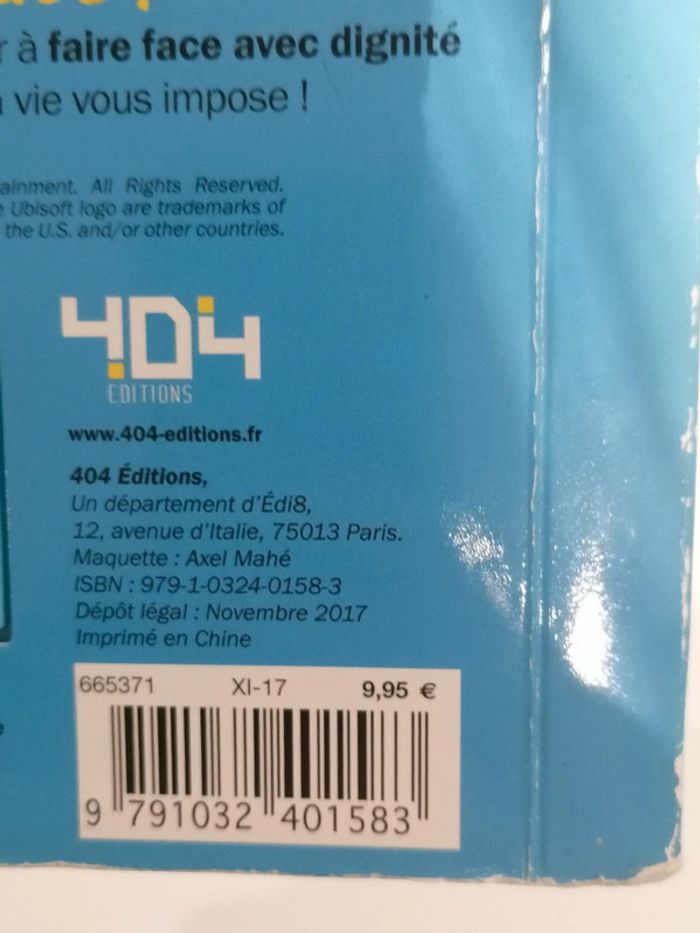 à faire face avec dignité
vie vous impose !
All Rights Reserved.
Ubisoft logo are trademarks of
the U.S. and/or other countries.
404
EDITIONS
www.404-editions.fr
404 Éditions,
Un département d'Édi8,
12, avenue d'Italie, 75013 Paris.
Maquette : Axel Mahé
ISBN : 979-1-0324-0158-3
Dépôt légal : Novembre 2017
Imprimé en Chine
665371 XI-17 9,95 €
9 791032 401583